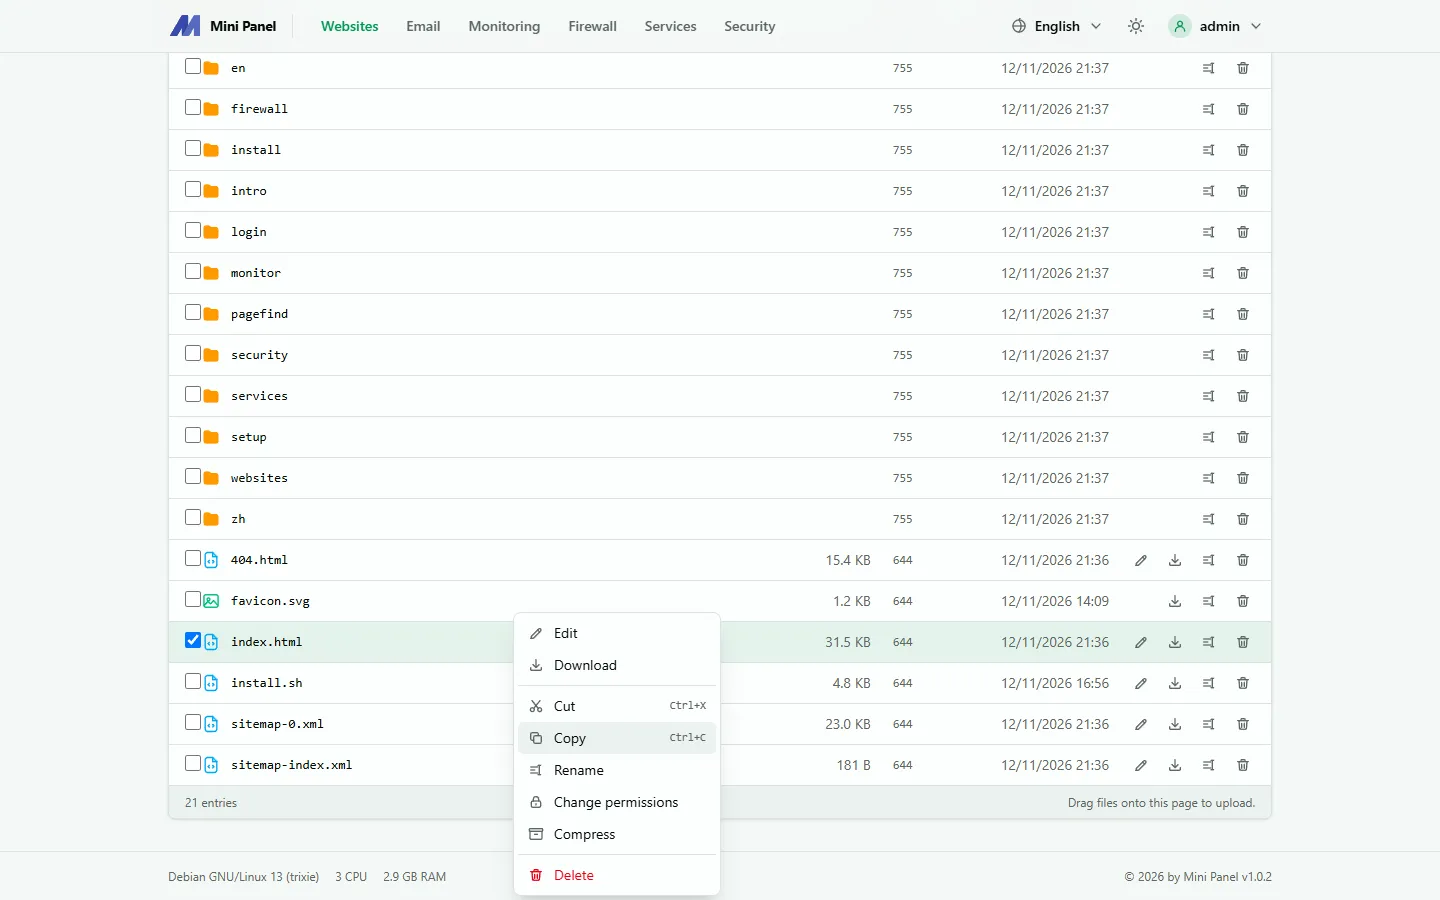 Mini Panel Websites Email Monitoring Firewall Services Security English admin
en 755 12/11/2026 21:37
firewall 755 12/11/2026 21:37
install 755 12/11/2026 21:37
intro 755 12/11/2026 21:37
login 755 12/11/2026 21:37
monitor 755 12/11/2026 21:37
pagefind 755 12/11/2026 21:37
security 755 12/11/2026 21:37
services 755 12/11/2026 21:37
setup 755 12/11/2026 21:37
websites 755 12/11/2026 21:37
zh 755 12/11/2026 21:37
404.html 15.4 KB 644 12/11/2026 21:36
favicon.svg 1.2 KB 644 12/11/2026 14:09
index.html 31.5 KB 644 12/11/2026 21:36
install.sh 4.8 KB 644 12/11/2026 16:56
sitemap-0.xml 23.0 KB 644 12/11/2026 21:36
sitemap-index.xml 181 B 644 12/11/2026 21:36
21 entries Drag files onto this page to upload.
Edit
Download
Cut Ctrl+X
Copy Ctrl+C
Rename
Change permissions
Compress
Delete
Debian GNU/Linux 13 (trixie) 3 CPU 2.9 GB RAM © 2026 by Mini Panel v1.0.2